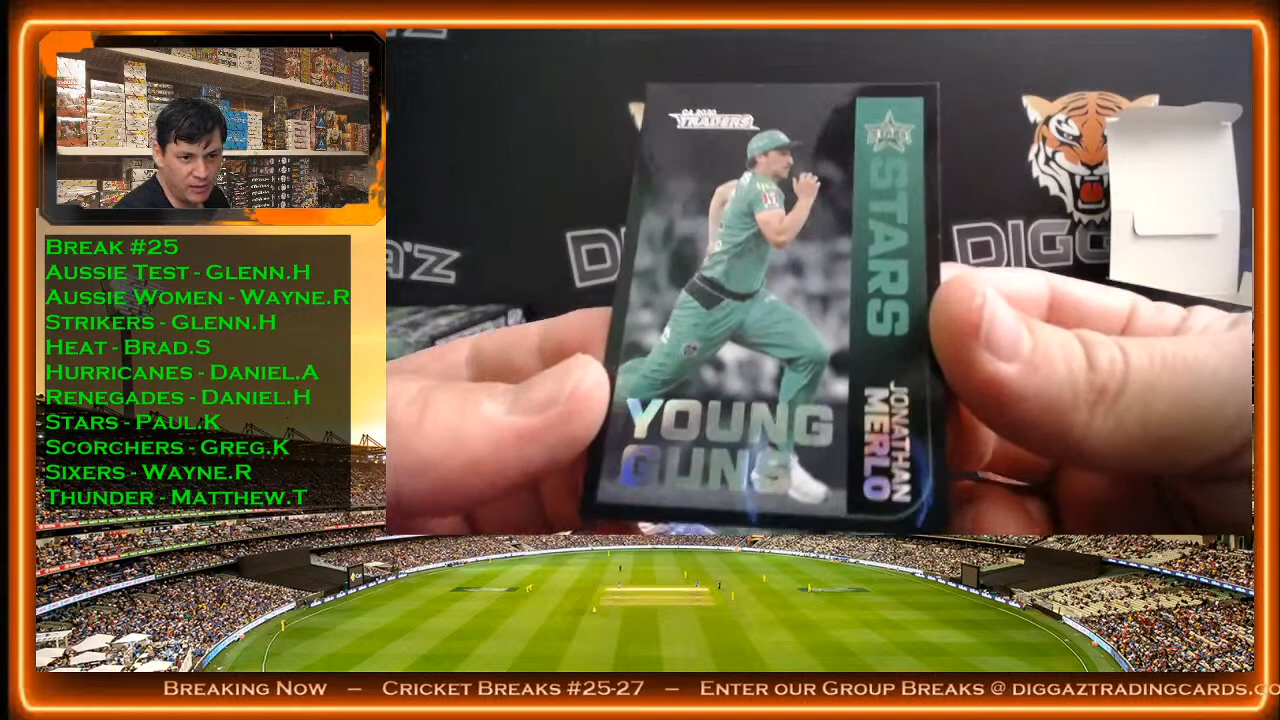 Break #25
Aussie Test - Glenn.H
Aussie Women - Wayne.R
Strikers - Glenn.H
Heat - Brad.S
Hurricanes - Daniel.A
Renegades - Daniel.H
Stars - Paul.K
Scorchers - Greg.K
Sixers - Wayne.R
Thunder - Matthew.T
TRADERS
STARS
STARS
JONATHAN
MERLO
YOUNG
GUNS
Breaking Now – Cricket Breaks #25-27 – Enter our Group Breaks @ diggaztradingcards.co